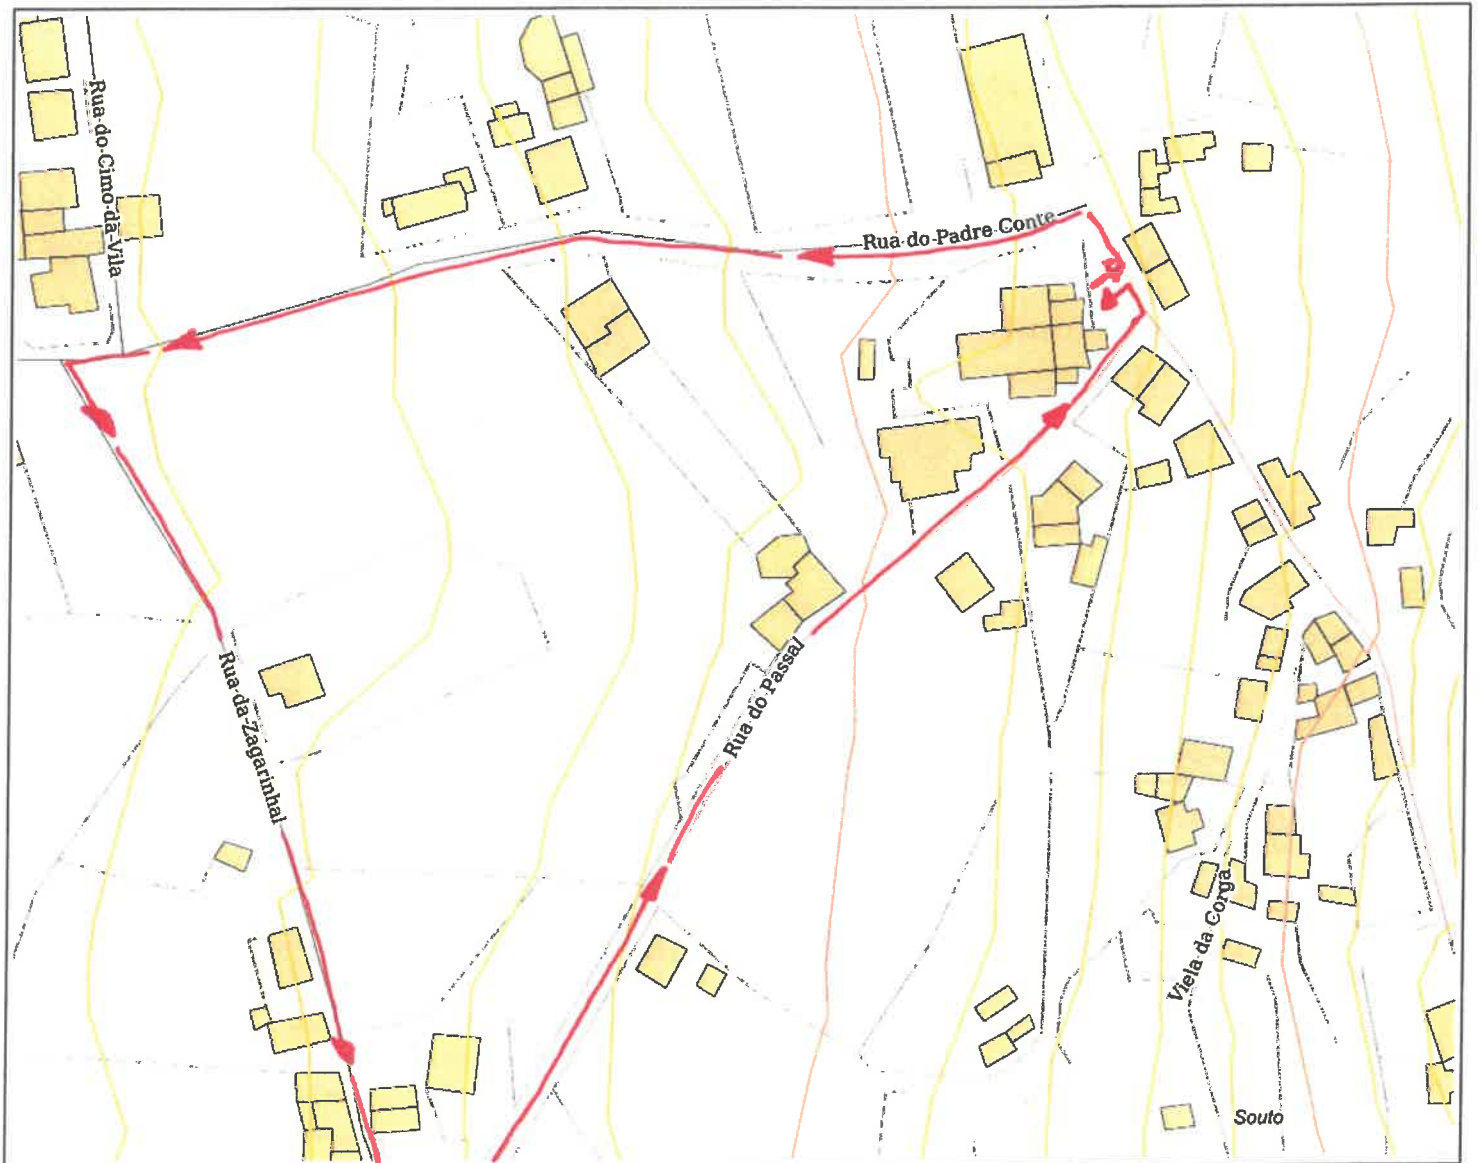 Rua-do-Cimo-da-Vila
Rua-do-Padre Conte
Rua-da-Zagarinhal
Rua do Passal
Viela-da Corga
Souto